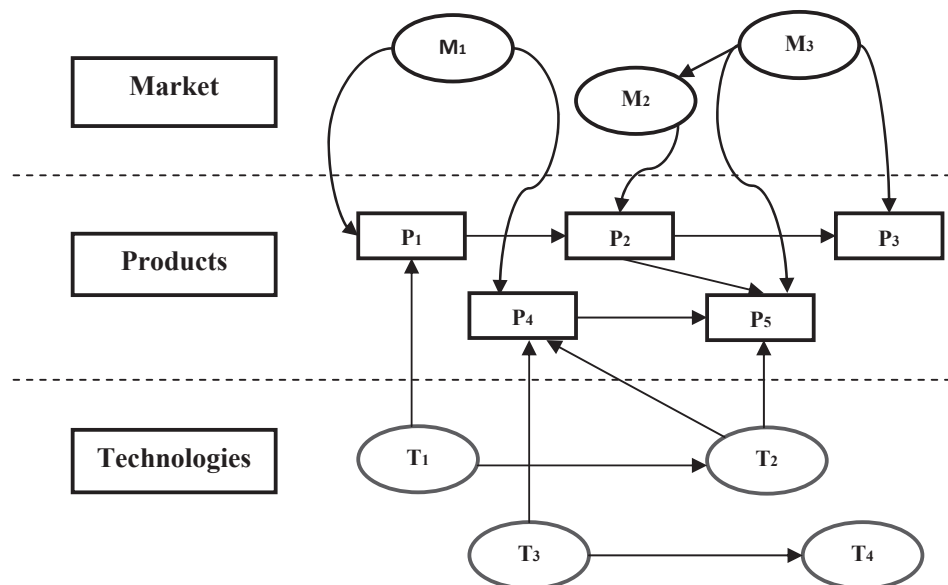 M1
M3
Market
M2
P1
P2
P3
Products
P4
P5
Technologies
T1
T2
T3
T4